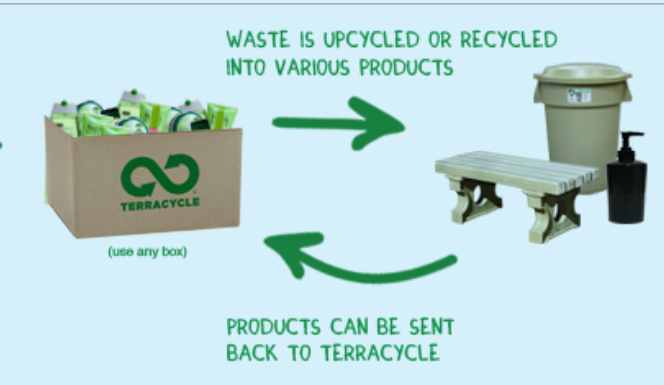 WASTE IS UPCYCLED OR RECYCLED
INTO VARIOUS PRODUCTS
TERRACYCLE
(use any box)
PRODUCTS CAN BE SENT
BACK TO TERRACYCLE